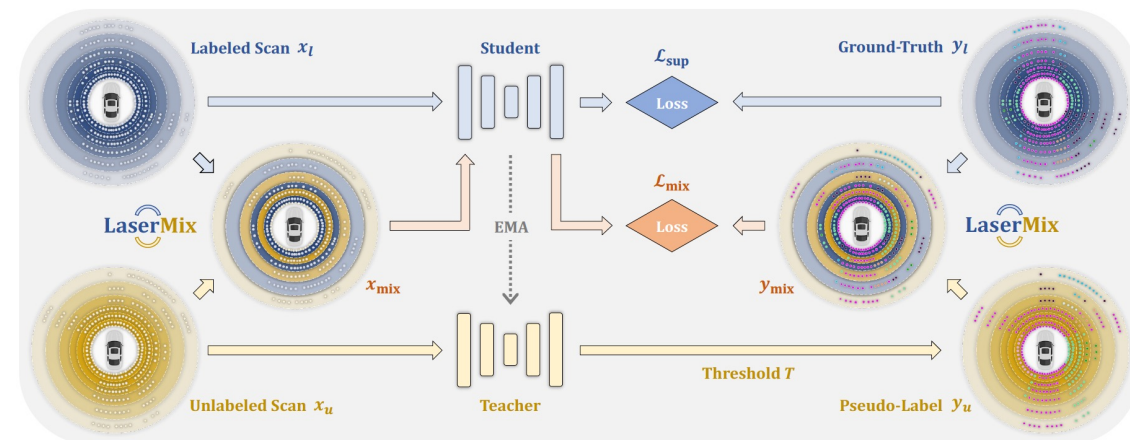 Labeled Scan x_l
Student
ℒ_sup
Ground-Truth y_l
Loss
LaserMix
ℒ_mix
LaserMix
EMA
Loss
x_mix
y_mix
Threshold T
Unlabeled Scan x_u
Teacher
Pseudo-Label y_u